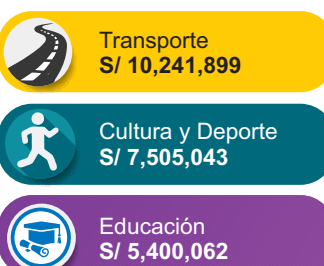 Transporte
S/ 10,241,899
Cultura y Deporte
S/ 7,505,043
Educación
S/ 5,400,062